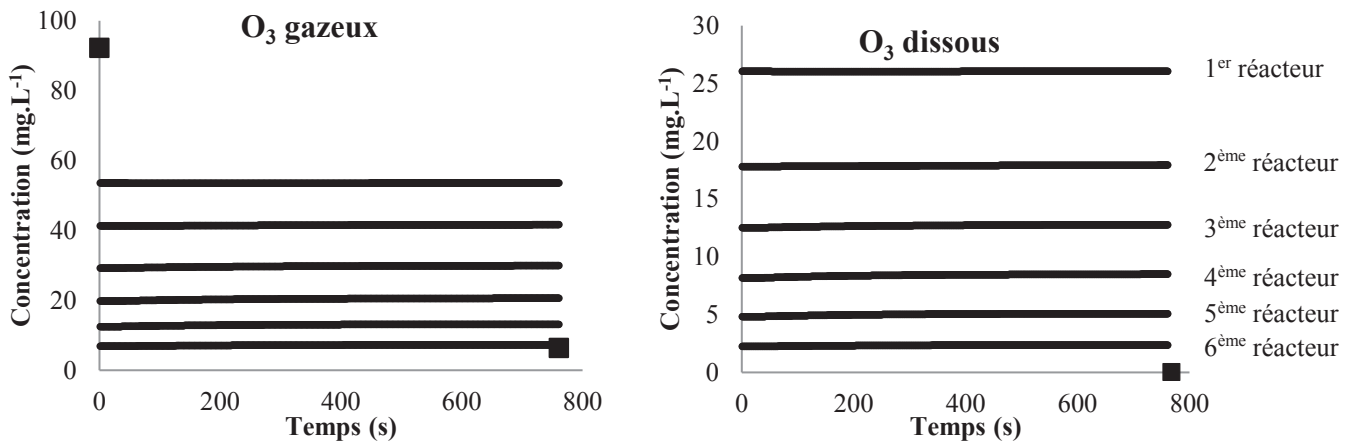 O₃ gazeux
Concentration (mg.L⁻¹)
100
80
60
40
20
0
0 200 400 600 800
Temps (s)
O₃ dissous
Concentration (mg.L⁻¹)
30
25
20
15
10
5
0
0 200 400 600 800
Temps (s)
1er réacteur
2ème réacteur
3ème réacteur
4ème réacteur
5ème réacteur
6ème réacteur